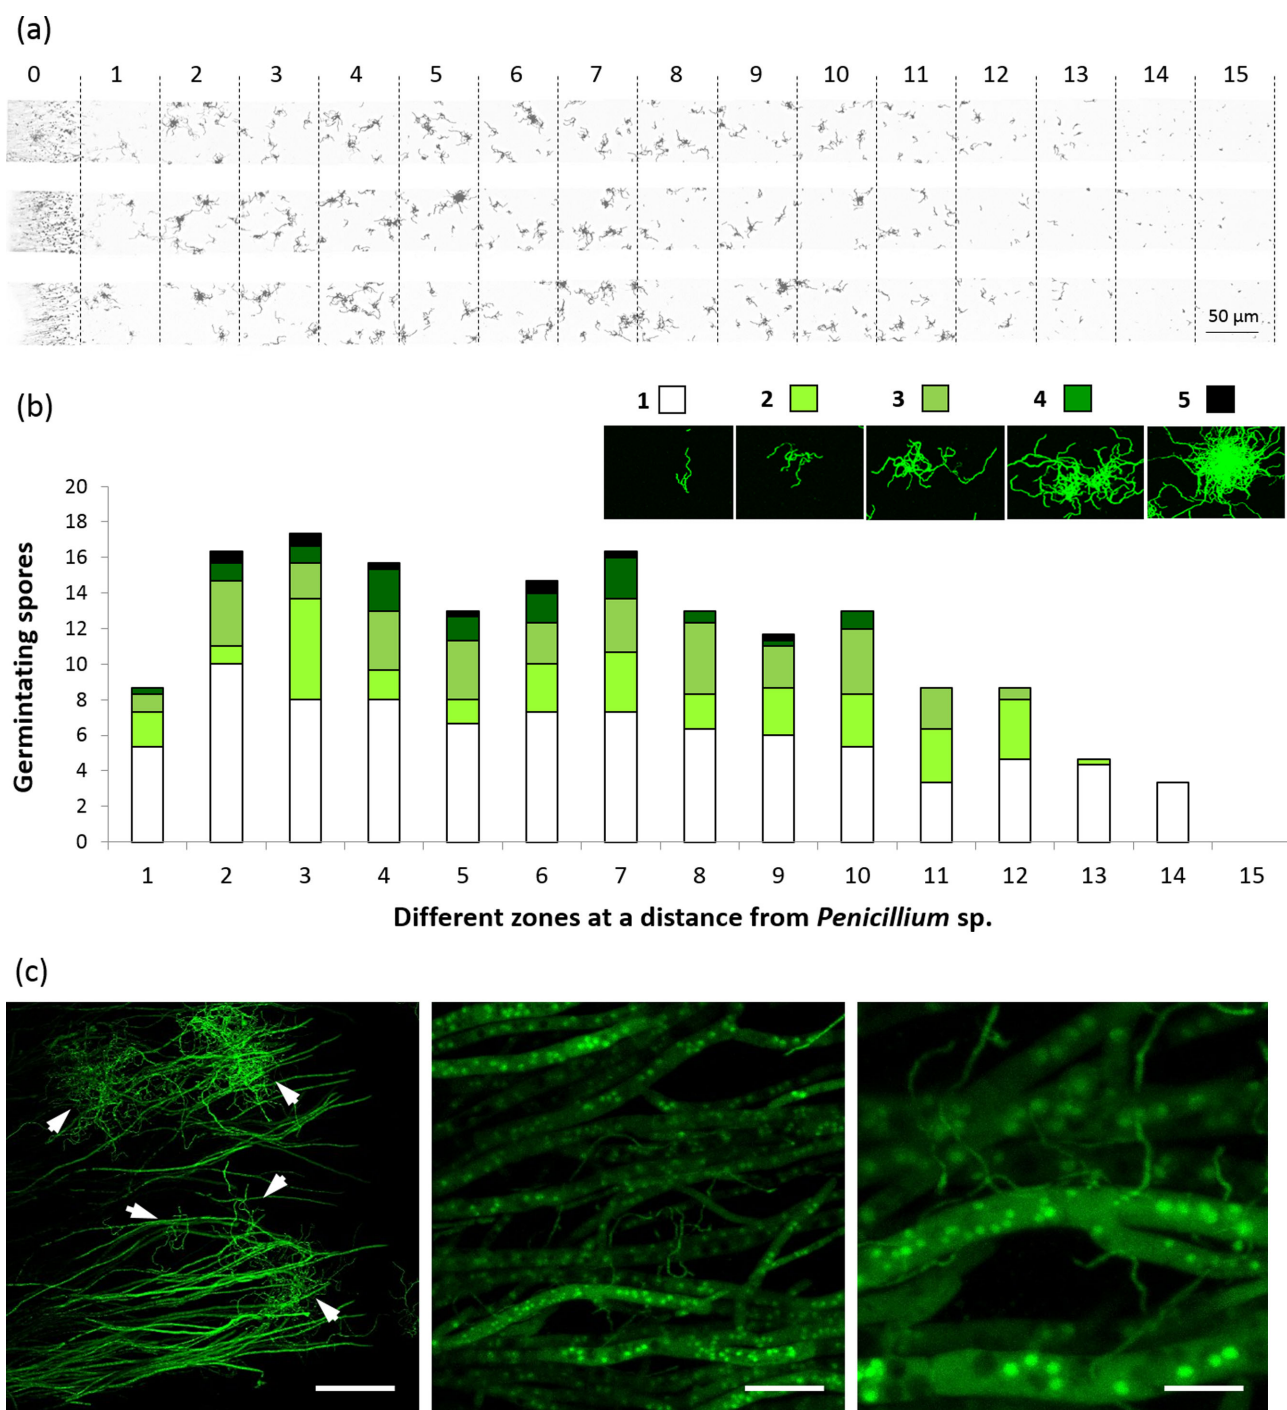 (a)
0 1 2 3 4 5 6 7 8 9 10 11 12 13 14 15
50 µm
(b)
1 2 3 4 5
20
18
16
14
12
10
8
6
4
2
0
Germintating spores
1 2 3 4 5 6 7 8 9 10 11 12 13 14 15
Different zones at a distance from Penicillium sp.
(c)